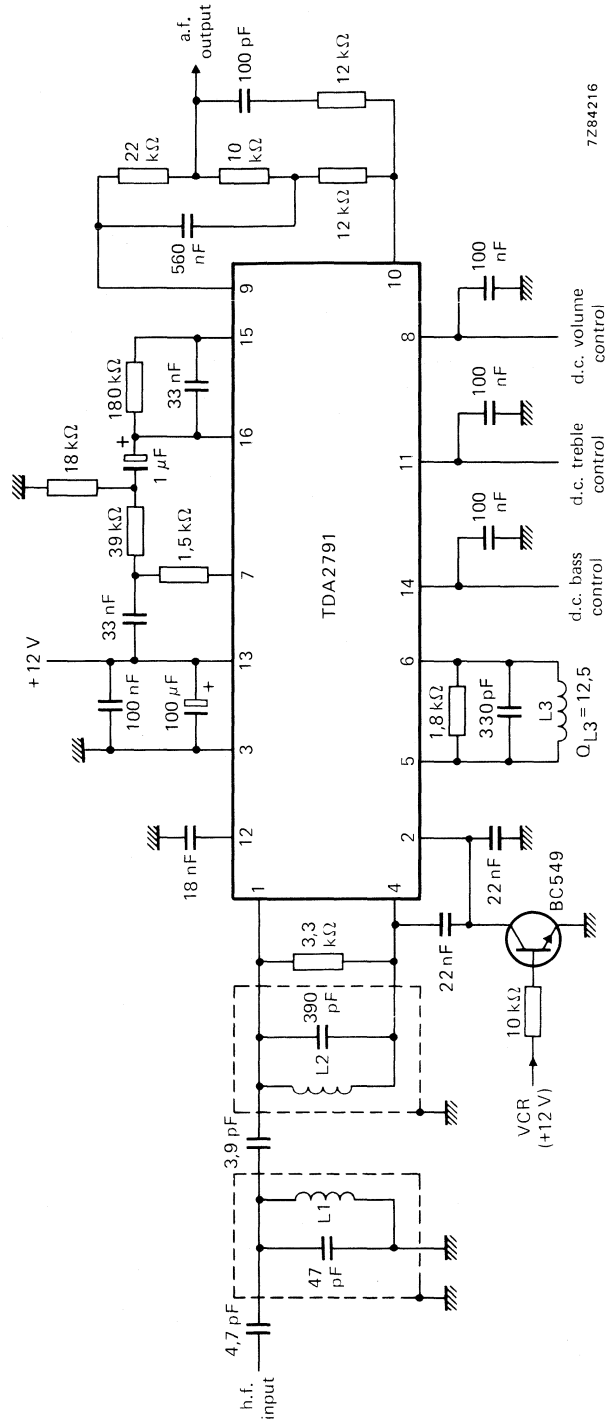 h.f.
input
4,7 pF
47
pF
L1
3,9 pF
L2
390
pF
3,3
kΩ
VCR
(+12 V)
10 kΩ
BC549
22 nF
22 nF
18 nF
+12 V
100 nF
100 µF
+
33 nF
39 kΩ
18 kΩ
1,5 kΩ
1 µF
+
180 kΩ
33 nF
1
12
3
13
7
16
15
9
4
2
5
6
14
11
8
10
TDA2791
1,8 kΩ
330 pF
L3
Q L3 = 12,5
100
nF
d.c. bass
control
100
nF
d.c. treble
control
100
nF
d.c. volume
control
560
nF
22
kΩ
10
kΩ
12 kΩ
a.f.
output
100 pF
12 kΩ
7Z84216